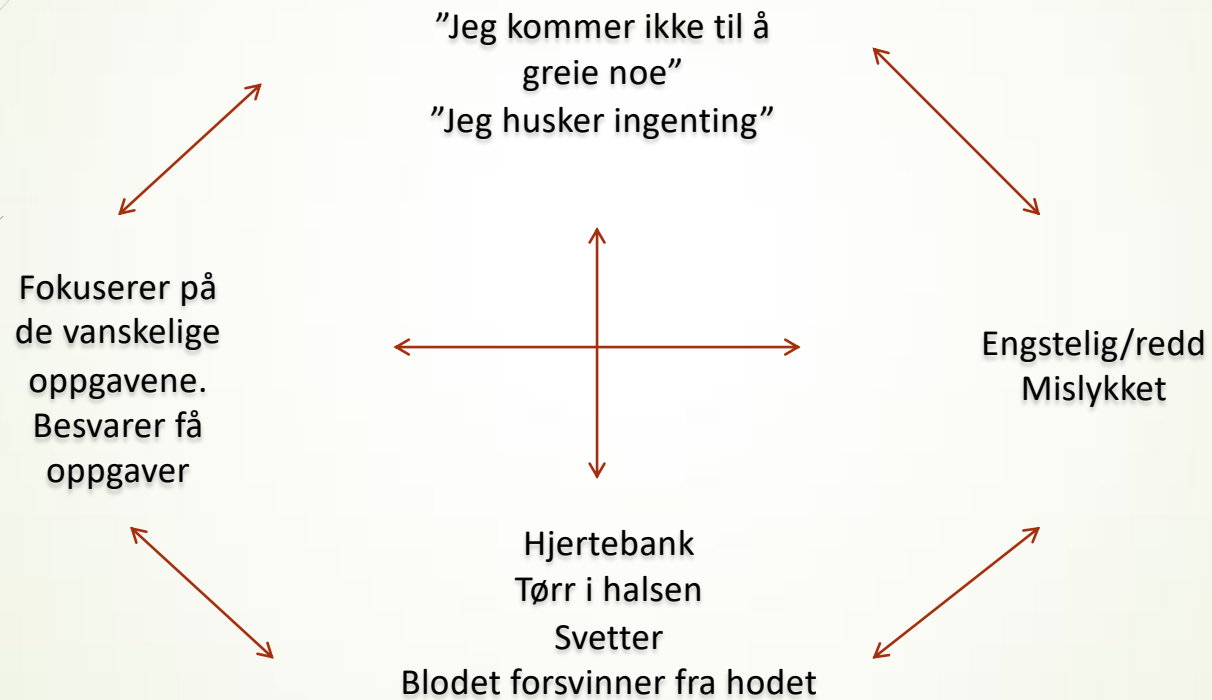 ”Jeg kommer ikke til å
greie noe”
”Jeg husker ingenting”
Fokuserer på
de vanskelige
oppgavene.
Besvarer få
oppgaver
Engstelig/redd
Mislykket
Hjertebank
Tørr i halsen
Svetter
Blodet forsvinner fra hodet